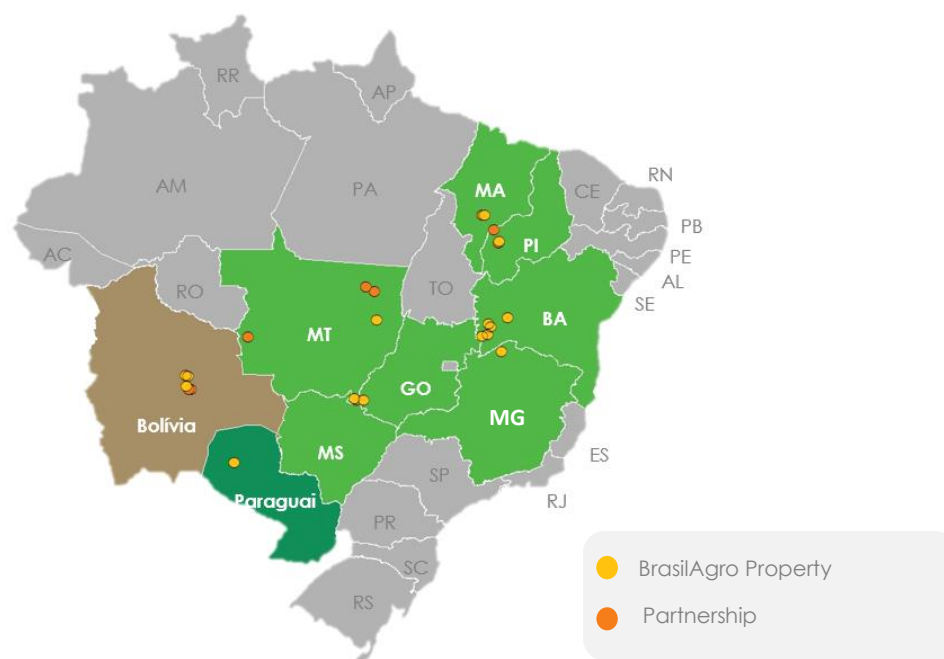 RR
AP
AM
PA
MA
CE
RN
PB
PI
PE
AC
AL
RO
TO
SE
MT
BA
GO
MG
Bolívia
MS
ES
SP
RJ
Paraguai
PR
SC
RS
BrasilAgro Property
Partnership